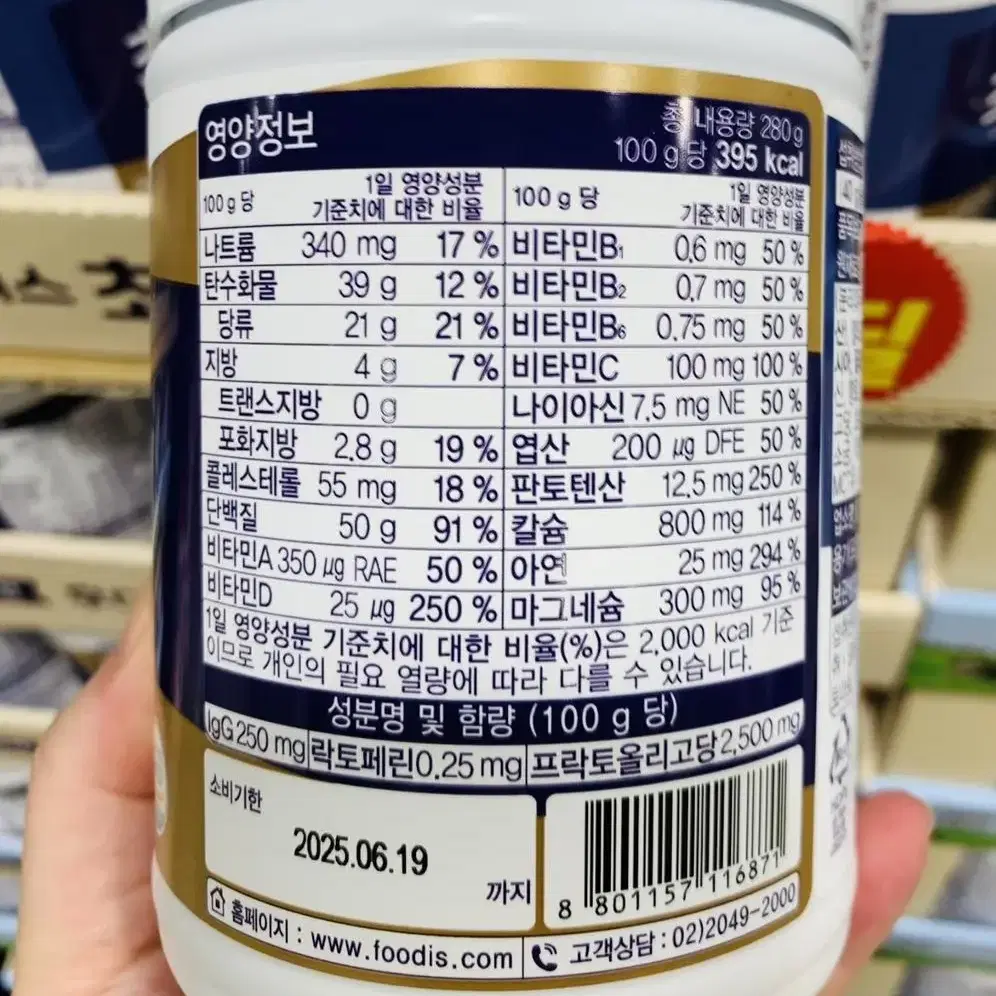 영양정보
총 내용량 280g
100 g 당 395 kcal
100 g 당 1일 영양성분 기준치에 대한 비율
나트륨 340 mg 17 %
탄수화물 39 g 12 %
당류 21 g 21 %
지방 4 g 7 %
트랜스지방 0 g
포화지방 2.8 g 19 %
콜레스테롤 55 mg 18 %
단백질 50 g 91 %
비타민A 350 μg RAE 50 %
비타민D 25 μg 250 %
100 g 당 1일 영양성분 기준치에 대한 비율
비타민B₁ 0.6 mg 50 %
비타민B₂ 0.7 mg 50 %
비타민B₆ 0.75 mg 50 %
비타민C 100 mg 100 %
나이아신 7.5 mg NE 50 %
엽산 200 μg DFE 50 %
판토텐산 12.5 mg 250 %
칼슘 800 mg 114 %
아연 25 mg 294 %
마그네슘 300 mg 95 %
1일 영양성분 기준치에 대한 비율(%)은 2,000 kcal 기준
이므로 개인의 필요 열량에 따라 다를 수 있습니다.
성분명 및 함량 (100 g 당)
IgG 250 mg 락토페린 0.25 mg 프락토올리고당 2,500 mg
소비기한
2025.06.19
까지
8 801157 116871
홈페이지 : www.foodis.com
고객상담 : 02)2049-2000